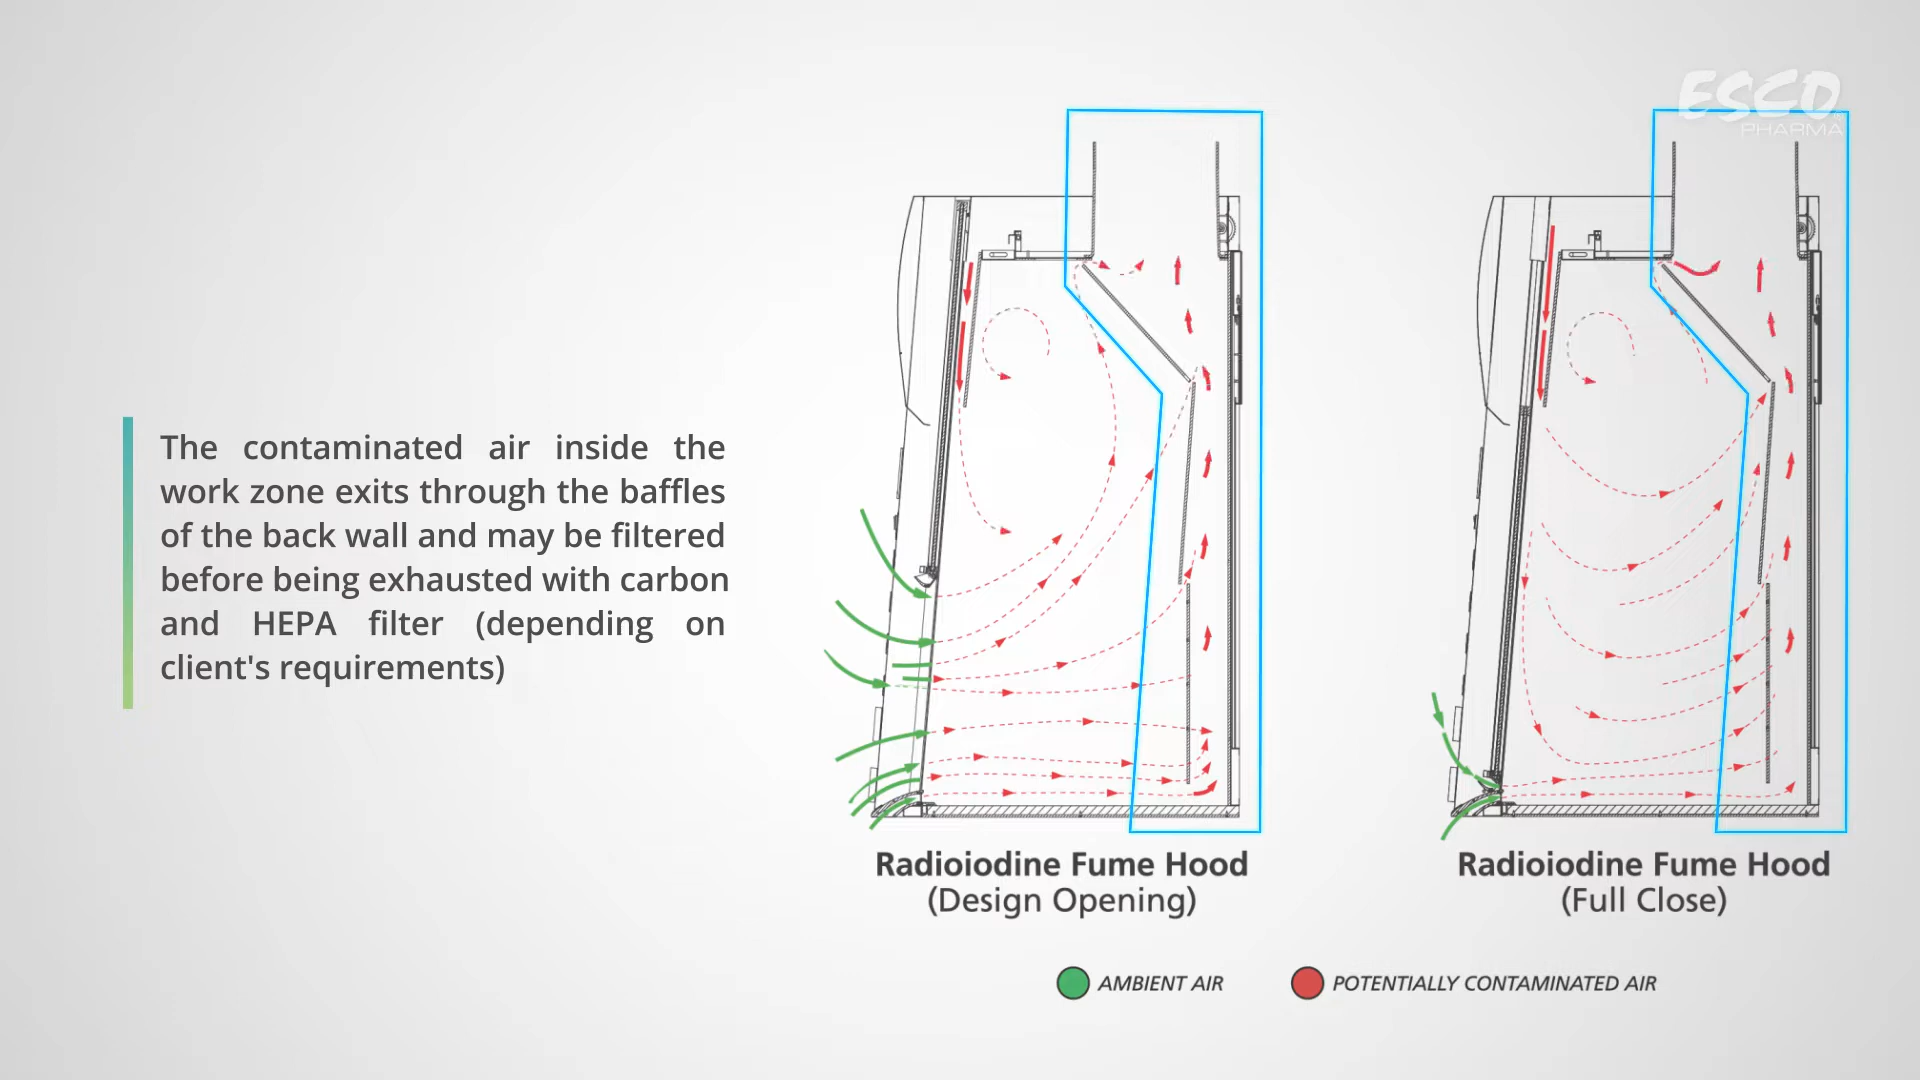 ESCO
PHARMA
The contaminated air inside the
work zone exits through the baffles
of the back wall and may be filtered
before being exhausted with carbon
and HEPA filter (depending on
client's requirements)
Radioiodine Fume Hood
(Design Opening)
Radioiodine Fume Hood
(Full Close)
AMBIENT AIR
POTENTIALLY CONTAMINATED AIR